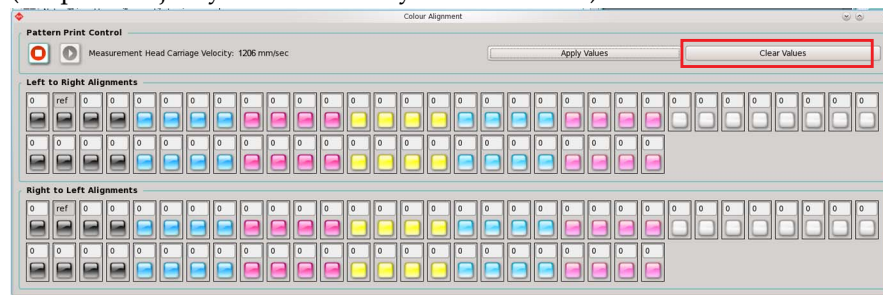 Colour Alignment
Pattern Print Control
Measurement Head Carriage Velocity: 1206 mm/sec Apply Values Clear Values
Left to Right Alignments
0 ref 0 0 0 0 0 0 0 0 0 0 0 0 0 0 0 0 0 0 0 0 0 0 0 0 0 0 0 0 0 0
0 0 0 0 0 0 0 0 0 0 0 0 0 0 0 0 0 0 0 0 0 0 0 0
Right to Left Alignments
0 ref 0 0 0 0 0 0 0 0 0 0 0 0 0 0 0 0 0 0 0 0 0 0 0 0 0 0 0 0 0 0
0 0 0 0 0 0 0 0 0 0 0 0 0 0 0 0 0 0 0 0 0 0 0 0